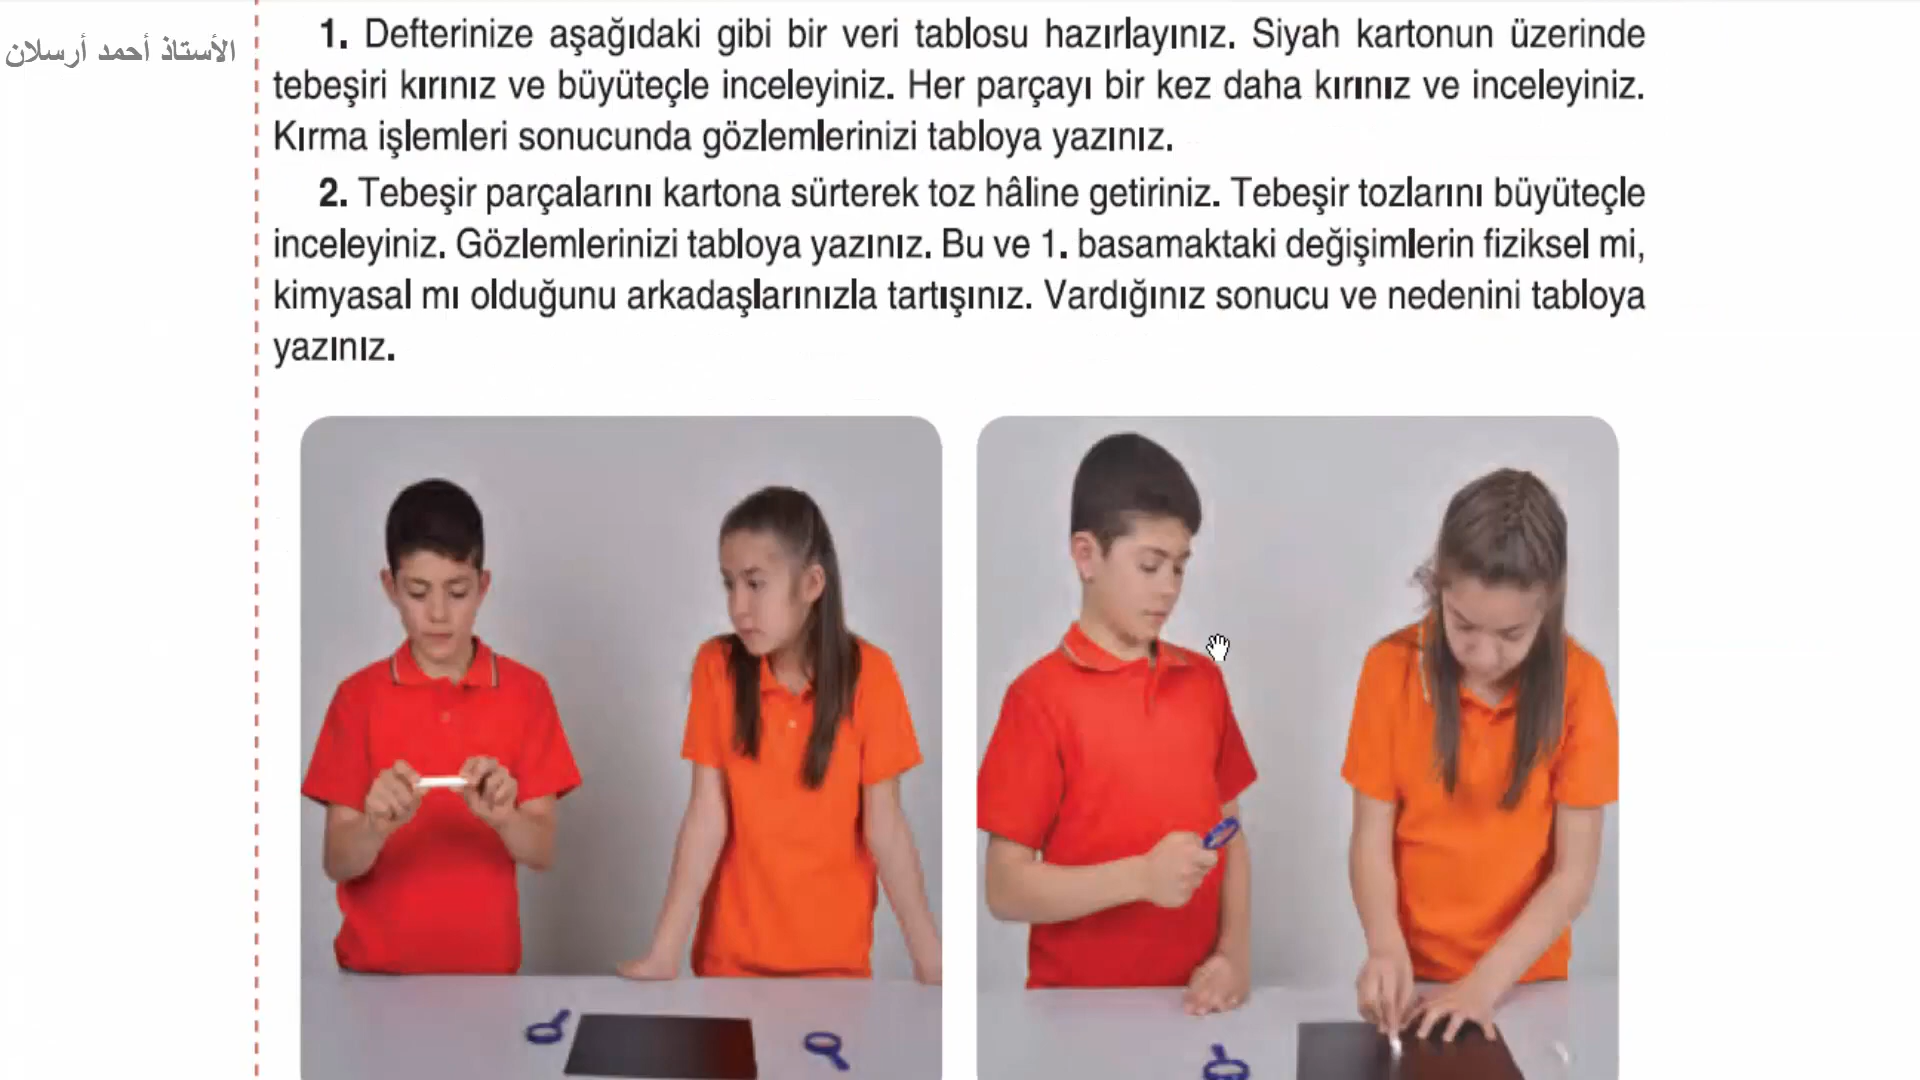 الأستاذ أحمد أرسلان
1. Defterinize aşağıdaki gibi bir veri tablosu hazırlayınız. Siyah kartonun üzerinde
tebeşiri kırınız ve büyüteçle inceleyiniz. Her parçayı bir kez daha kırınız ve inceleyiniz.
Kırma işlemleri sonucunda gözlemlerinizi tabloya yazınız.
2. Tebeşir parçalarını kartona sürterek toz hâline getiriniz. Tebeşir tozlarını büyüteçle
inceleyiniz. Gözlemlerinizi tabloya yazınız. Bu ve 1. basamaktaki değişimlerin fiziksel mi,
kimyasal mı olduğunu arkadaşlarınızla tartışınız. Vardığınız sonucu ve nedenini tabloya
yazınız.